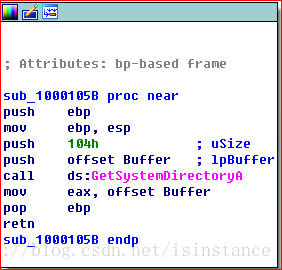 ; Attributes: bp-based frame
sub_1000105B proc near
push ebp
mov ebp, esp
push 104h ; uSize
push offset Buffer ; lpBuffer
call ds:GetSystemDirectoryA
mov eax, offset Buffer
pop ebp
retn
sub_1000105B endp
://blog.csdn.net/isinstance